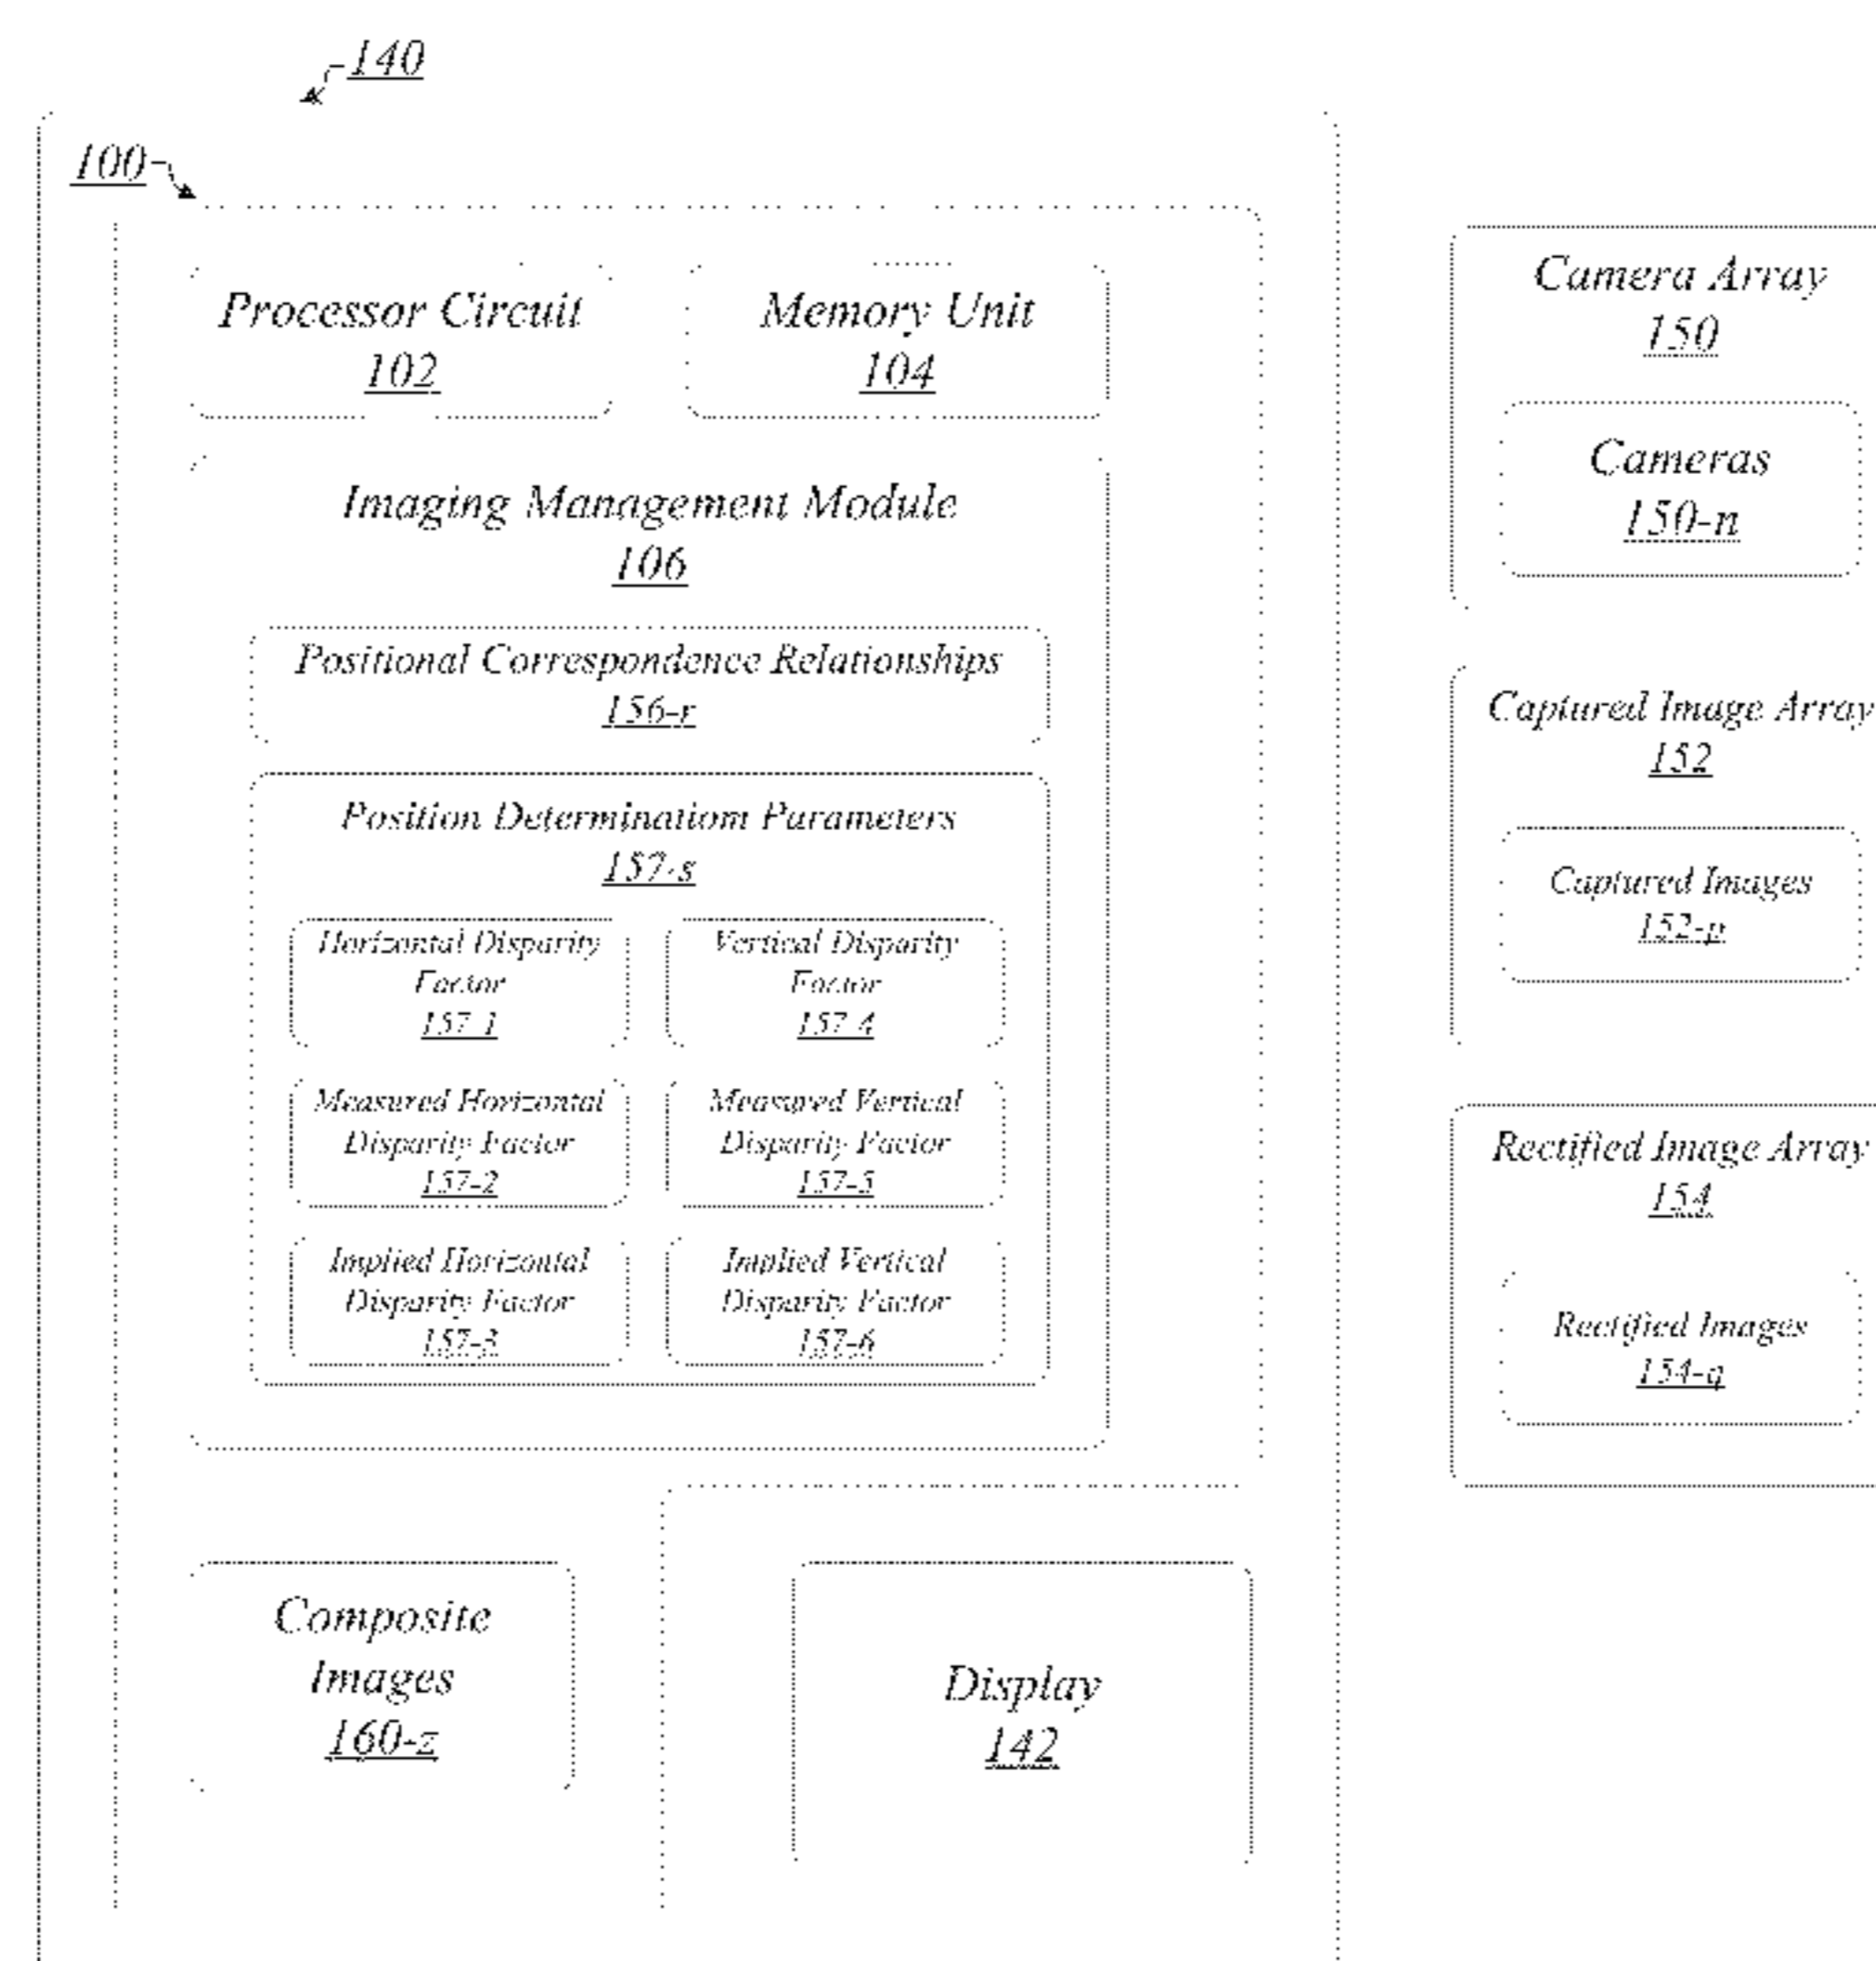 140
100
Processor Circuit
102
Memory Unit
104
Imaging Management Module
106
Positional Correspondence Relationships
156-r
Position Determinatiom Parameters
157-s
Horizontal Disparity
Factor
157-1
Vertical Disparity
Factor
157-4
Measured Horizontal
Disparity Factor
157-2
Measured Vertical
Disparity Factor
157-5
Implied Horizontal
Disparity Factor
157-3
Implied Vertical
Disparity Factor
157-6
Composite
Images
160-z
Display
142
Camera Array
150
Cameras
150-n
Captured Image Array
152
Captured Images
152-p
Rectified Image Array
154
Rectified Images
154-q